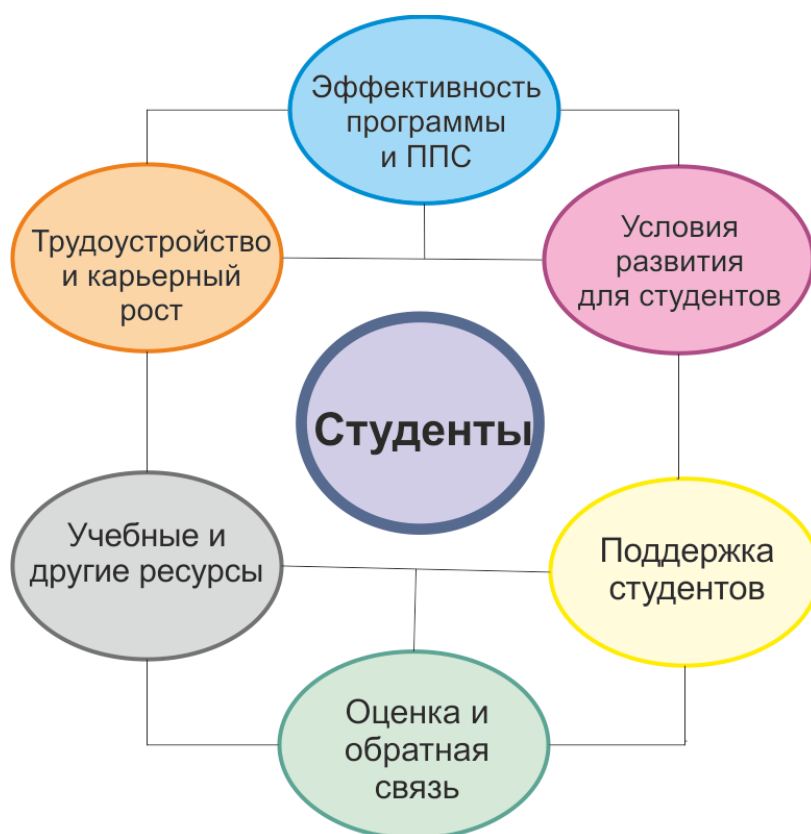 Эффективность
программы
и ППС
Трудоустройство
и карьерный
рост
Условия
развития
для студентов
Студенты
Учебные и
другие ресурсы
Поддержка
студентов
Оценка и
обратная
связь